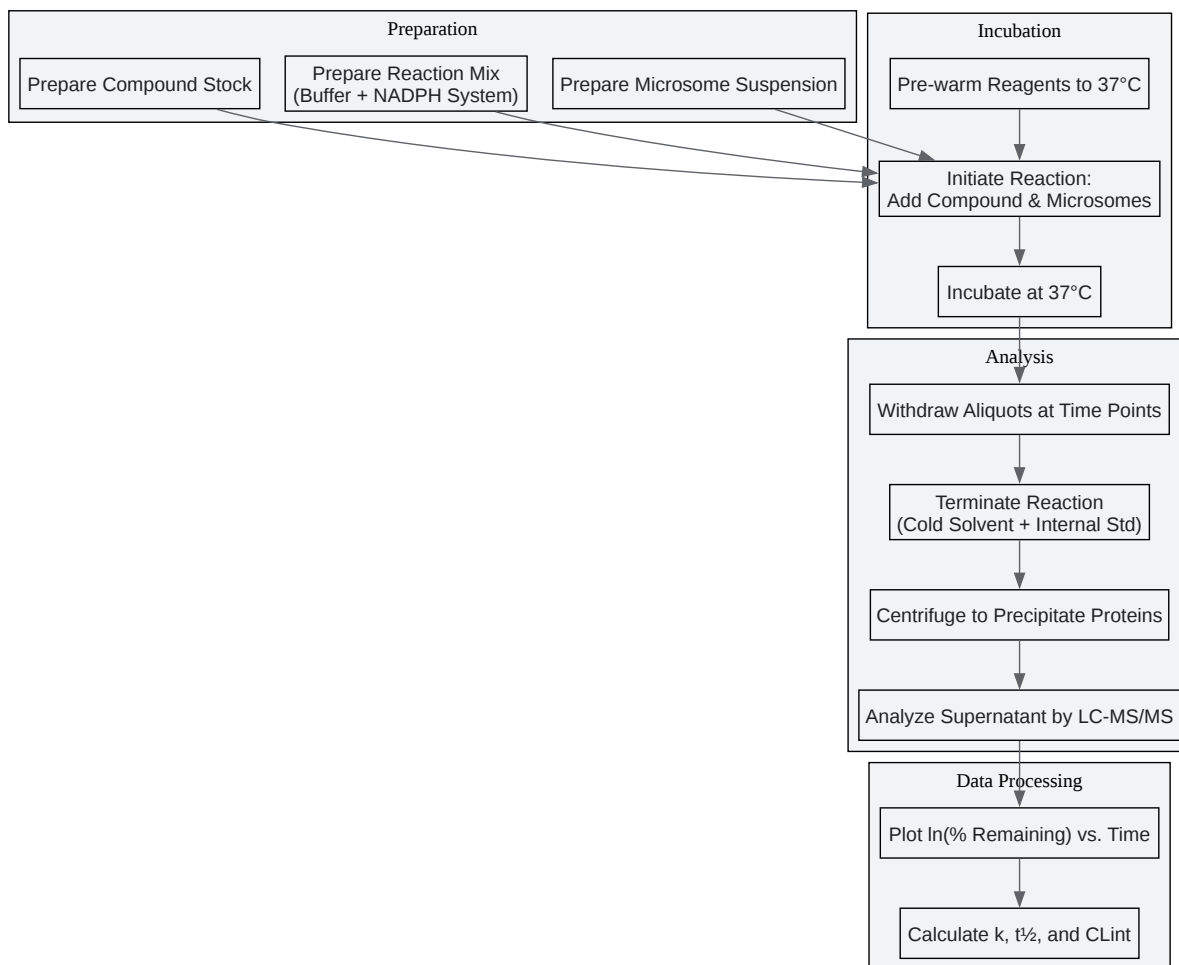 Preparation
Prepare Compound Stock
Prepare Reaction Mix
(Buffer + NADPH System)
Prepare Microsome Suspension
Incubation
Pre-warm Reagents to 37°C
Initiate Reaction:
Add Compound & Microsomes
Incubate at 37°C
Analysis
Withdraw Aliquots at Time Points
Terminate Reaction
(Cold Solvent + Internal Std)
Centrifuge to Precipitate Proteins
Analyze Supernatant by LC-MS/MS
Data Processing
Plot ln(% Remaining) vs. Time
Calculate k, t½, and CLint